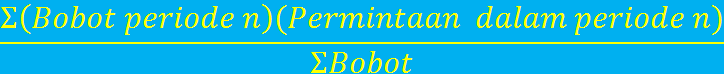 Σ(Bobot periode n)(Permintaan dalam periode n)
ΣBobot